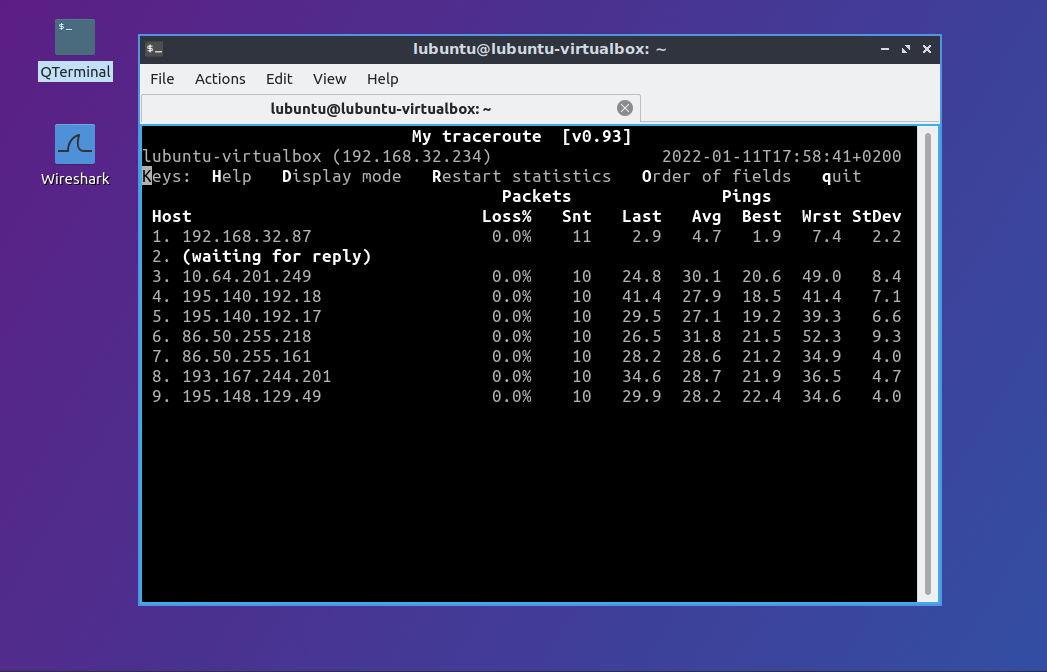 $_
QTerminal
Wireshark
$_ lubuntu@lubuntu-virtualbox: ~
File Actions Edit View Help
lubuntu@lubuntu-virtualbox: ~
My traceroute [v0.93]
lubuntu-virtualbox (192.168.32.234) 2022-01-11T17:58:41+0200
Keys: Help Display mode Restart statistics Order of fields quit
Packets Pings
Host Loss% Snt Last Avg Best Wrst StDev
1. 192.168.32.87 0.0% 11 2.9 4.7 1.9 7.4 2.2
2. (waiting for reply)
3. 10.64.201.249 0.0% 10 24.8 30.1 20.6 49.0 8.4
4. 195.140.192.18 0.0% 10 41.4 27.9 18.5 41.4 7.1
5. 195.140.192.17 0.0% 10 29.5 27.1 19.2 39.3 6.6
6. 86.50.255.218 0.0% 10 26.5 31.8 21.5 52.3 9.3
7. 86.50.255.161 0.0% 10 28.2 28.6 21.2 34.9 4.0
8. 193.167.244.201 0.0% 10 34.6 28.7 21.9 36.5 4.7
9. 195.148.129.49 0.0% 10 29.9 28.2 22.4 34.6 4.0